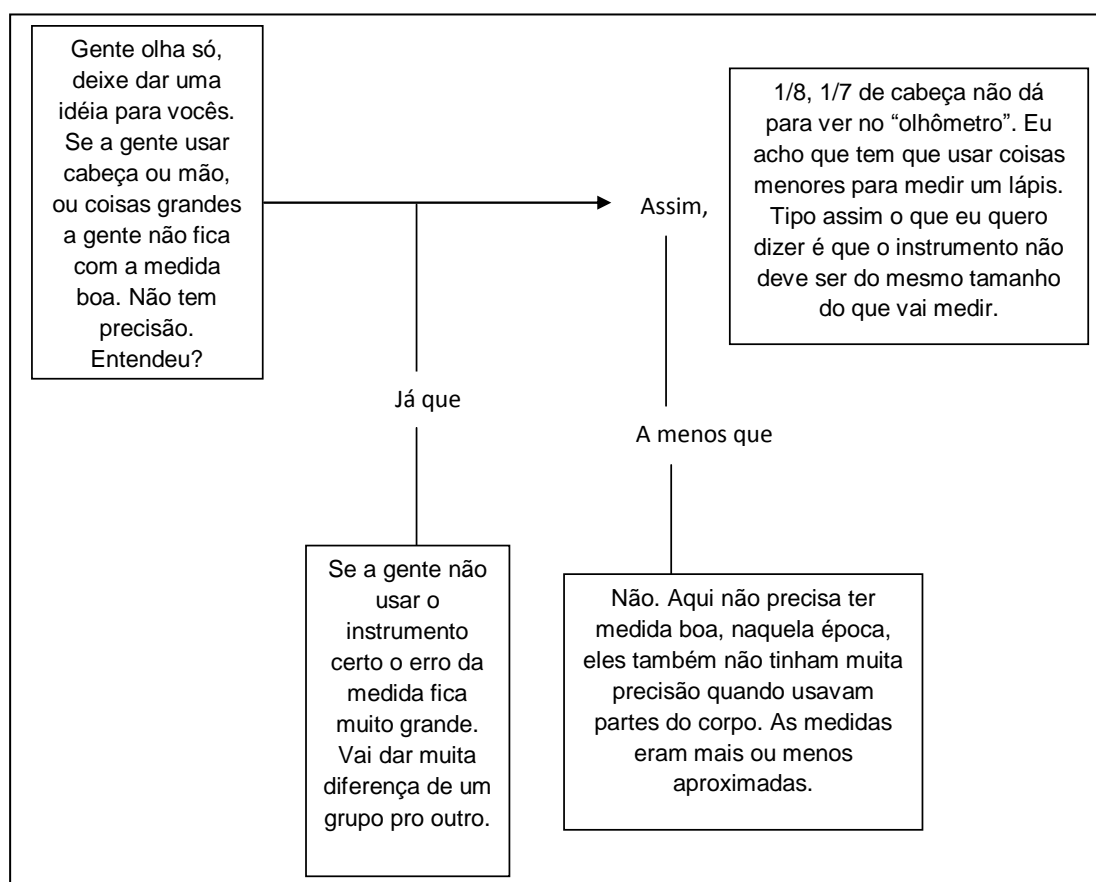 Gente olha só,
deixe dar uma
idéia para vocês.
Se a gente usar
cabeça ou mão,
ou coisas grandes
a gente não fica
com a medida
boa. Não tem
precisão.
Entendeu?
Assim,
1/8, 1/7 de cabeça não dá
para ver no “olhômetro”. Eu
acho que tem que usar coisas
menores para medir um lápis.
Tipo assim o que eu quero
dizer é que o instrumento não
deve ser do mesmo tamanho
do que vai medir.
Já que
A menos que
Se a gente não
usar o
instrumento
certo o erro da
medida fica
muito grande.
Vai dar muita
diferença de um
grupo pro outro.
Não. Aqui não precisa ter
medida boa, naquela época,
eles também não tinham muita
precisão quando usavam
partes do corpo. As medidas
eram mais ou menos
aproximadas.